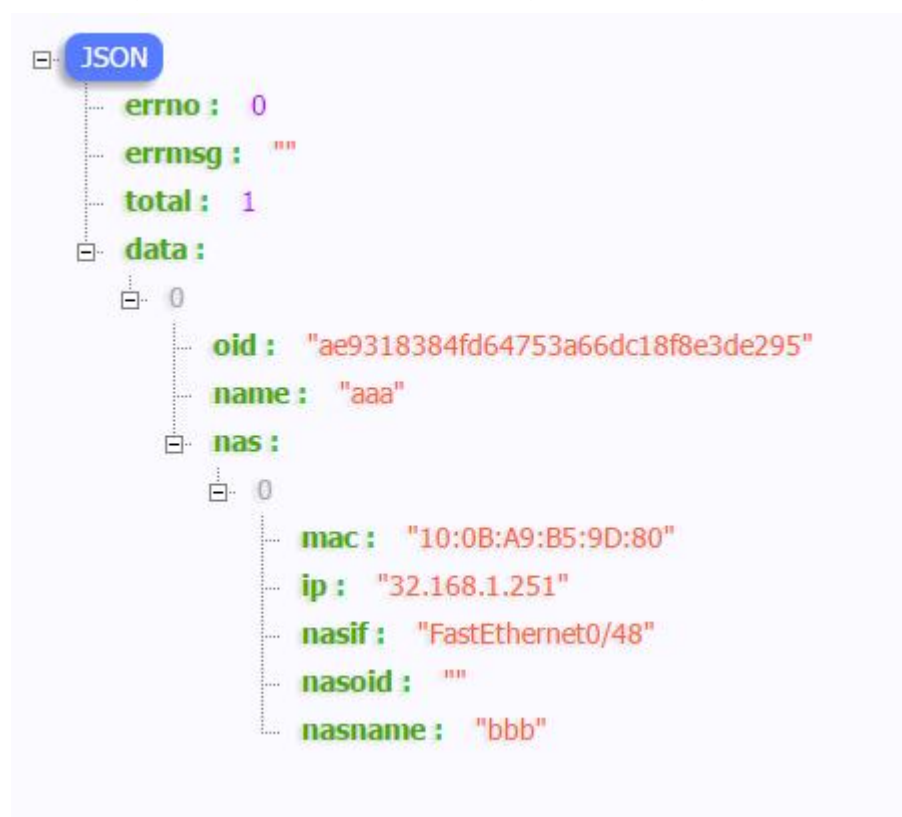 JSON
errno : 0
errmsg : ""
total : 1
data :
0
oid : "ae9318384fd64753a66dc18f8e3de295"
name : "aaa"
nas :
0
mac : "10:0B:A9:B5:9D:80"
ip : "32.168.1.251"
nasif : "FastEthernet0/48"
nasoid : ""
nasname : "bbb"